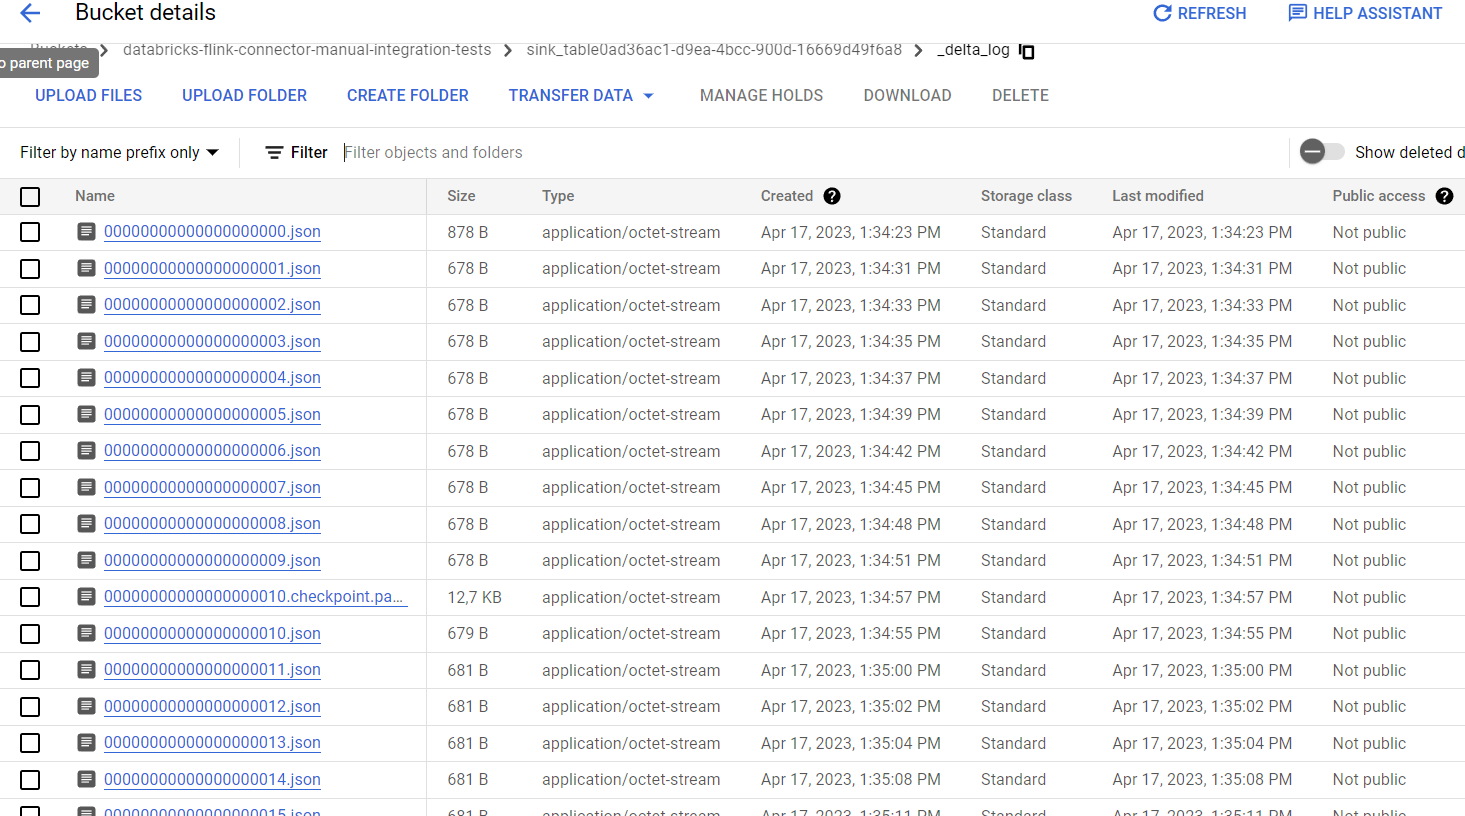 Bucket details
REFRESH
HELP ASSISTANT
Buckets > databricks-flink-connector-manual-integration-tests > sink_table0ad36ac1-d9ea-4bcc-900d-16669d49f6a8 > _delta_log
o parent page
UPLOAD FILES UPLOAD FOLDER CREATE FOLDER TRANSFER DATA MANAGE HOLDS DOWNLOAD DELETE
Filter by name prefix only Filter Filter objects and folders Show deleted d
Name Size Type Created Storage class Last modified Public access
00000000000000000000.json 878 B application/octet-stream Apr 17, 2023, 1:34:23 PM Standard Apr 17, 2023, 1:34:23 PM Not public
00000000000000000001.json 678 B application/octet-stream Apr 17, 2023, 1:34:31 PM Standard Apr 17, 2023, 1:34:31 PM Not public
00000000000000000002.json 678 B application/octet-stream Apr 17, 2023, 1:34:33 PM Standard Apr 17, 2023, 1:34:33 PM Not public
00000000000000000003.json 678 B application/octet-stream Apr 17, 2023, 1:34:35 PM Standard Apr 17, 2023, 1:34:35 PM Not public
00000000000000000004.json 678 B application/octet-stream Apr 17, 2023, 1:34:37 PM Standard Apr 17, 2023, 1:34:37 PM Not public
00000000000000000005.json 678 B application/octet-stream Apr 17, 2023, 1:34:39 PM Standard Apr 17, 2023, 1:34:39 PM Not public
00000000000000000006.json 678 B application/octet-stream Apr 17, 2023, 1:34:42 PM Standard Apr 17, 2023, 1:34:42 PM Not public
00000000000000000007.json 678 B application/octet-stream Apr 17, 2023, 1:34:45 PM Standard Apr 17, 2023, 1:34:45 PM Not public
00000000000000000008.json 678 B application/octet-stream Apr 17, 2023, 1:34:48 PM Standard Apr 17, 2023, 1:34:48 PM Not public
00000000000000000009.json 678 B application/octet-stream Apr 17, 2023, 1:34:51 PM Standard Apr 17, 2023, 1:34:51 PM Not public
00000000000000000010.checkpoint.pa... 12,7 KB application/octet-stream Apr 17, 2023, 1:34:57 PM Standard Apr 17, 2023, 1:34:57 PM Not public
00000000000000000010.json 679 B application/octet-stream Apr 17, 2023, 1:34:55 PM Standard Apr 17, 2023, 1:34:55 PM Not public
00000000000000000011.json 681 B application/octet-stream Apr 17, 2023, 1:35:00 PM Standard Apr 17, 2023, 1:35:00 PM Not public
00000000000000000012.json 681 B application/octet-stream Apr 17, 2023, 1:35:02 PM Standard Apr 17, 2023, 1:35:02 PM Not public
00000000000000000013.json 681 B application/octet-stream Apr 17, 2023, 1:35:04 PM Standard Apr 17, 2023, 1:35:04 PM Not public
00000000000000000014.json 681 B application/octet-stream Apr 17, 2023, 1:35:08 PM Standard Apr 17, 2023, 1:35:08 PM Not public
00000000000000000015.json 681 B application/octet-stream Apr 17, 2023, 1:35:11 PM Standard Apr 17, 2023, 1:35:11 PM Not public